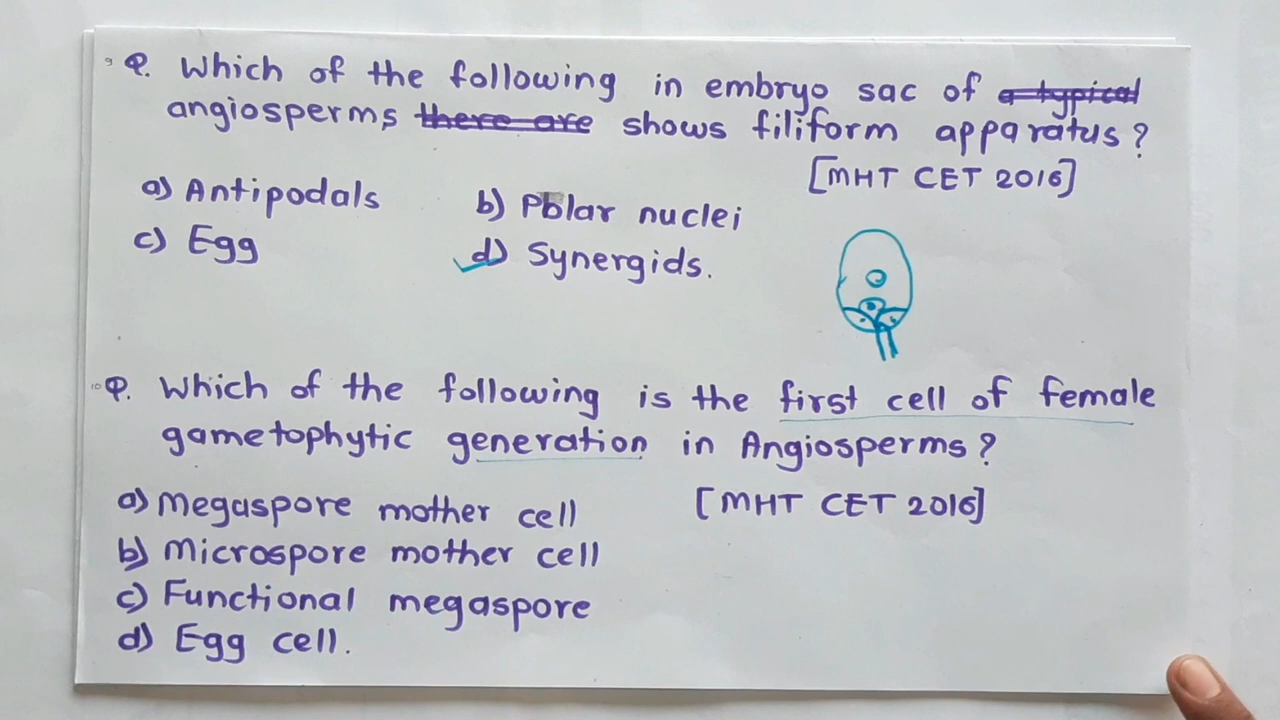 9 Q. Which of the following in embryo sac of a typical
angiosperms there are shows filiform apparatus?
[MHT CET 2016]
a) Antipodals b) Polar nuclei
c) Egg d) Synergids.
10 Q. Which of the following is the first cell of female
gametophytic generation in Angiosperms?
a) Megaspore mother cell [MHT CET 2016]
b) Microspore mother cell
c) Functional megaspore
d) Egg cell.